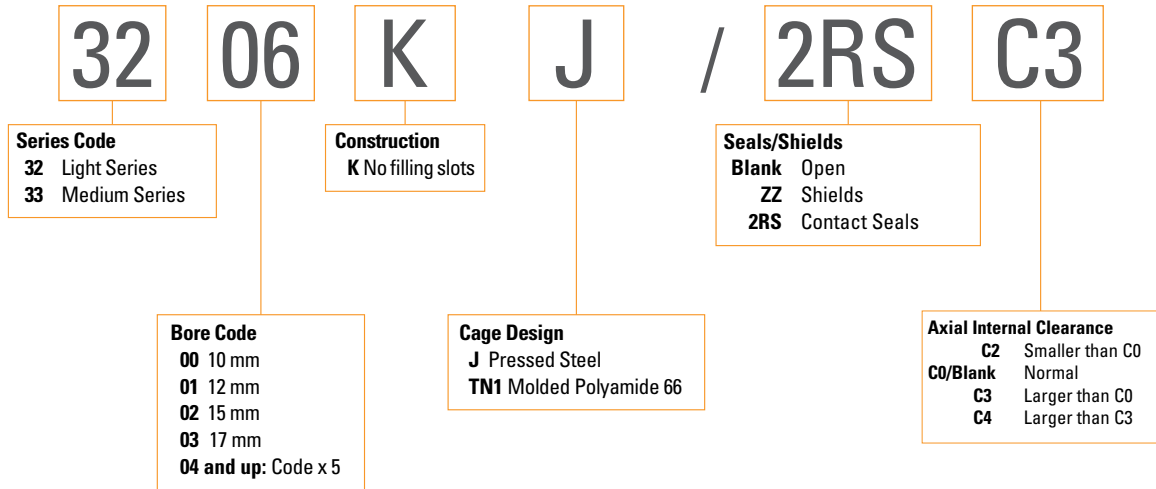 32 06 K J / 2RS C3
Series Code
32 Light Series
33 Medium Series
Construction
K No filling slots
Seals/Shields
Blank Open
ZZ Shields
2RS Contact Seals
Bore Code
00 10 mm
01 12 mm
02 15 mm
03 17 mm
04 and up: Code x 5
Cage Design
J Pressed Steel
TN1 Molded Polyamide 66
Axial Internal Clearance
C2 Smaller than C0
C0/Blank Normal
C3 Larger than C0
C4 Larger than C3